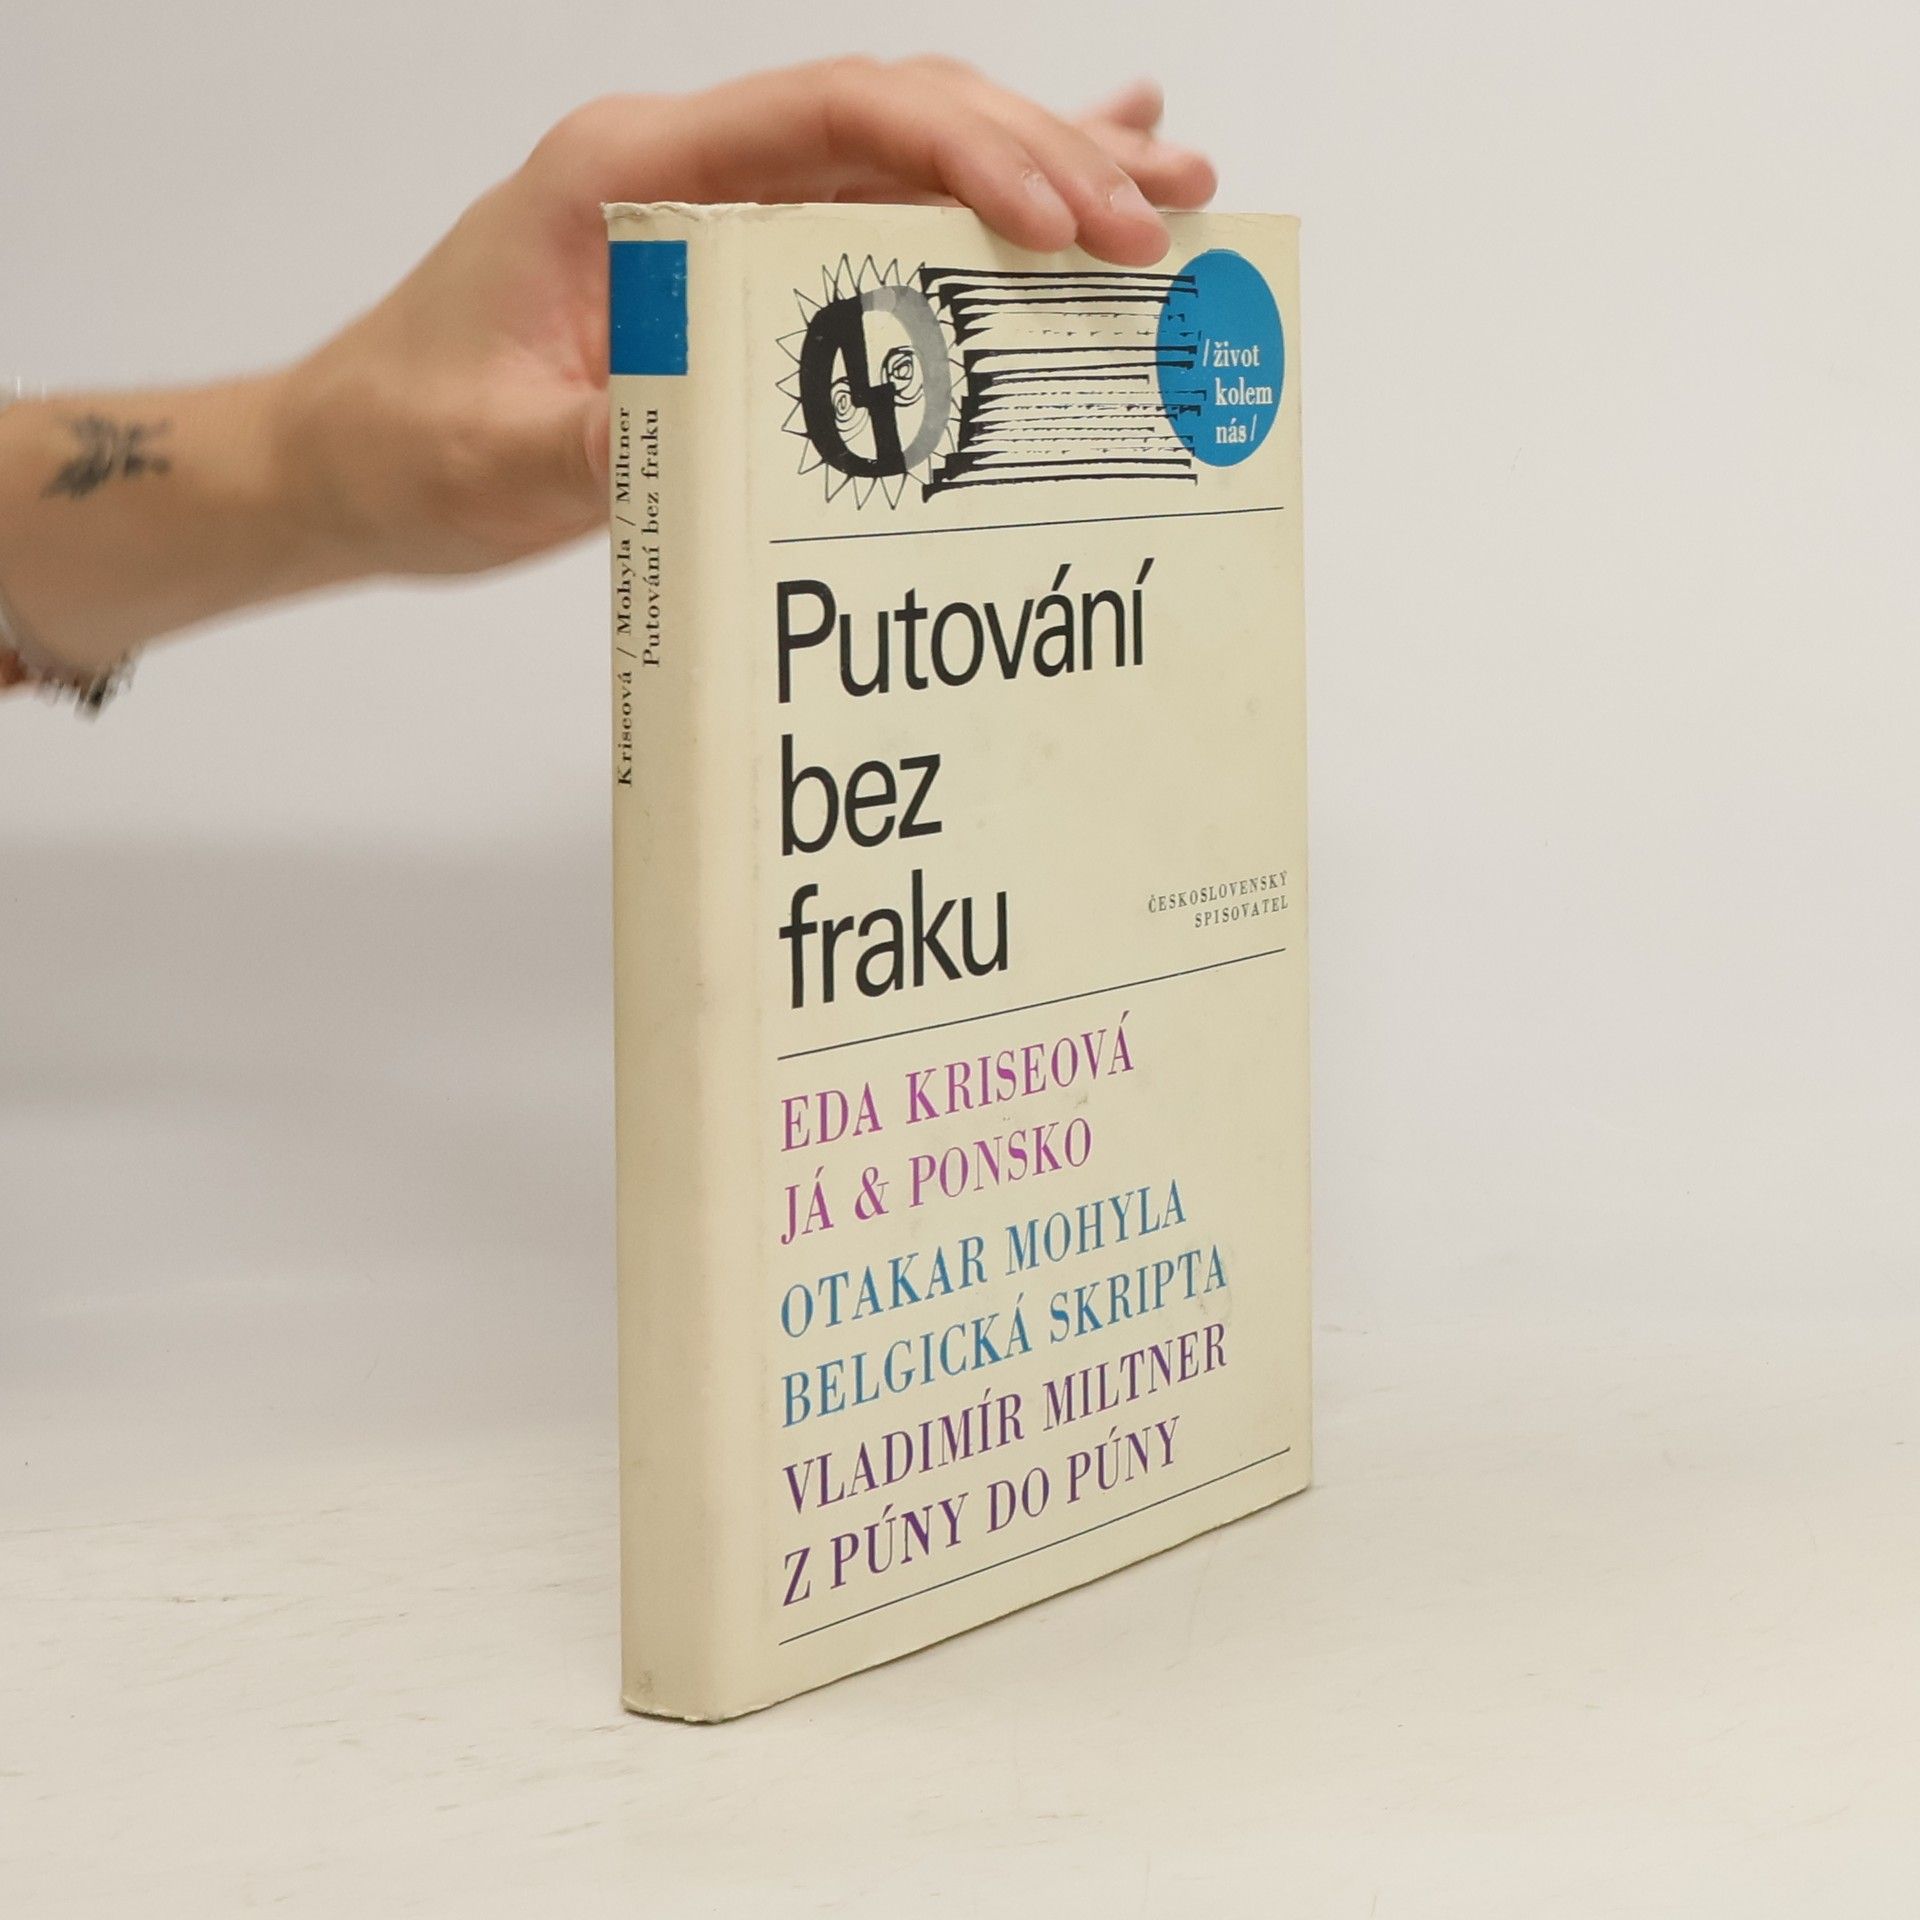 Kriseová / Mohyla / Miltner
Putování bez fraku
/ život
kolem
nás /
Putování
bez
fraku
ČESKOSLOVENSKÝ
SPISOVATEL
EDA KRISEOVÁ
JÁ & PONSKO
OTAKAR MOHYLA
BELGICKÁ SKRIPTA
VLADIMÍR MILTNER
Z PÚNY DO PÚNY